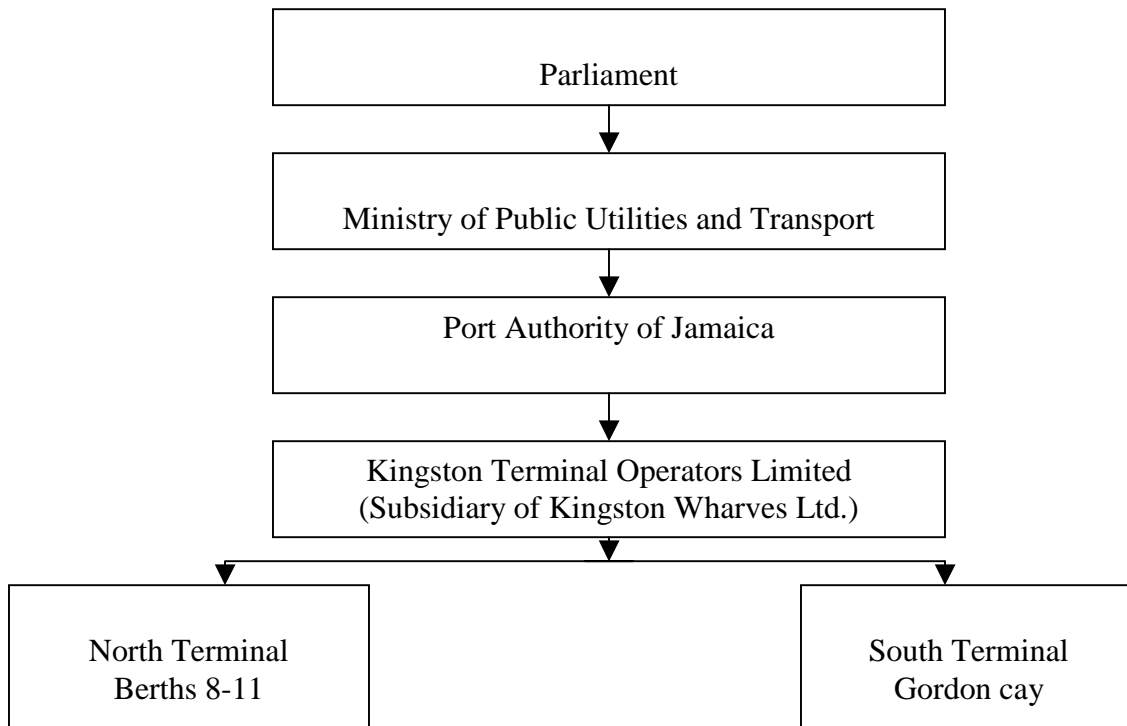 Parliament
Ministry of Public Utilities and Transport
Port Authority of Jamaica
Kingston Terminal Operators Limited
(Subsidiary of Kingston Wharves Ltd.)
North Terminal
Berths 8-11
South Terminal
Gordon cay